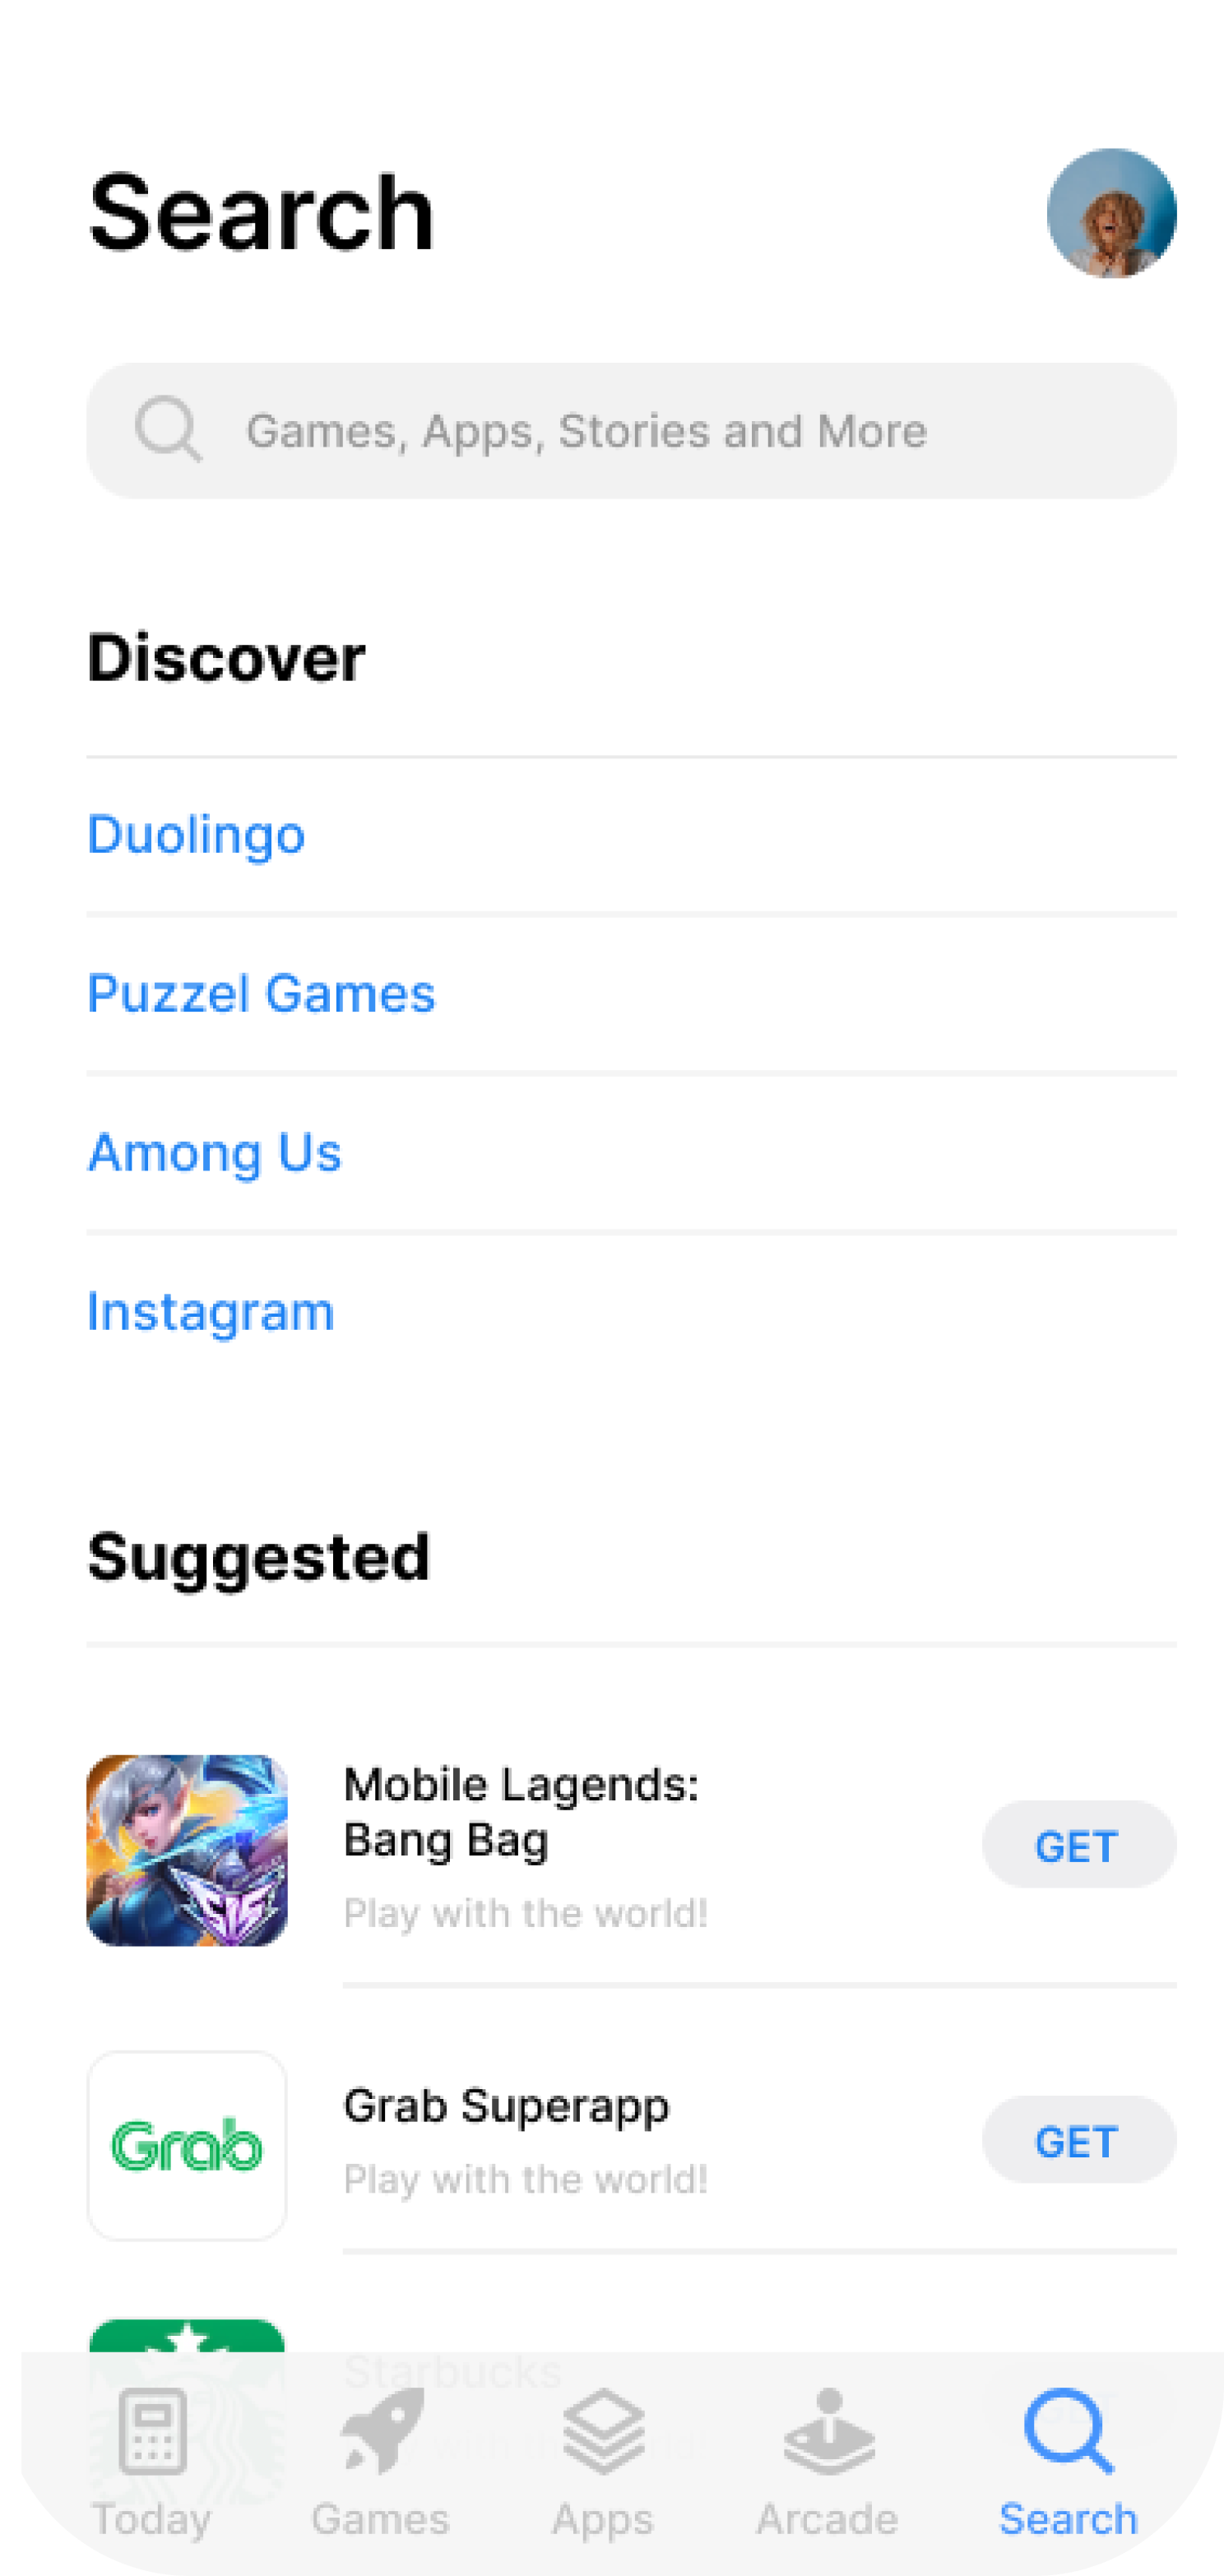 Search
Games, Apps, Stories and More
Discover
Duolingo
Puzzel Games
Among Us
Instagram
Suggested
Mobile Lagends:
Bang Bag
Play with the world!
GET
Grab
Grab Superapp
Play with the world!
GET
Starbucks
with
Today
Games
Apps
Arcade
Search